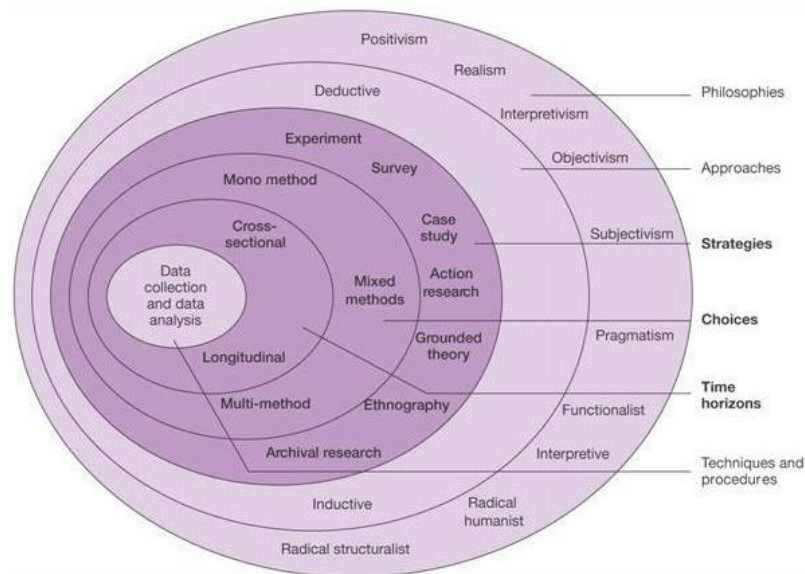 Positivism
Realism
Deductive
Philosophies
Interpretivism
Experiment
Survey
Objectivism
Approaches
Mono method
Case
study
Cross-
sectional
Subjectivism
Strategies
Data
collection
and data
analysis
Mixed
methods
Action
research
Choices
Grounded
theory
Pragmatism
Longitudinal
Time
horizons
Multi-method
Ethnography
Functionalist
Archival research
Interpretive
Techniques and
procedures
Inductive
Radical
humanist
Radical structuralist